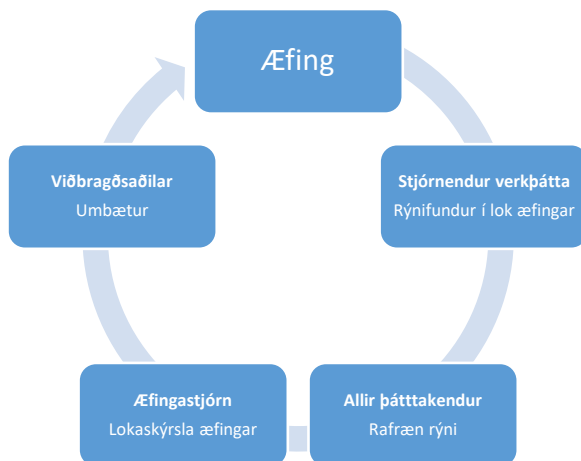 Æfing
Stjórnendur verkþátta
Rýnifundur í lok æfingar
Allir þátttakendur
Rafræn rýni
Æfingastjórn
Lokaskýrsla æfingar
Viðbragðsaðilar
Umbætur